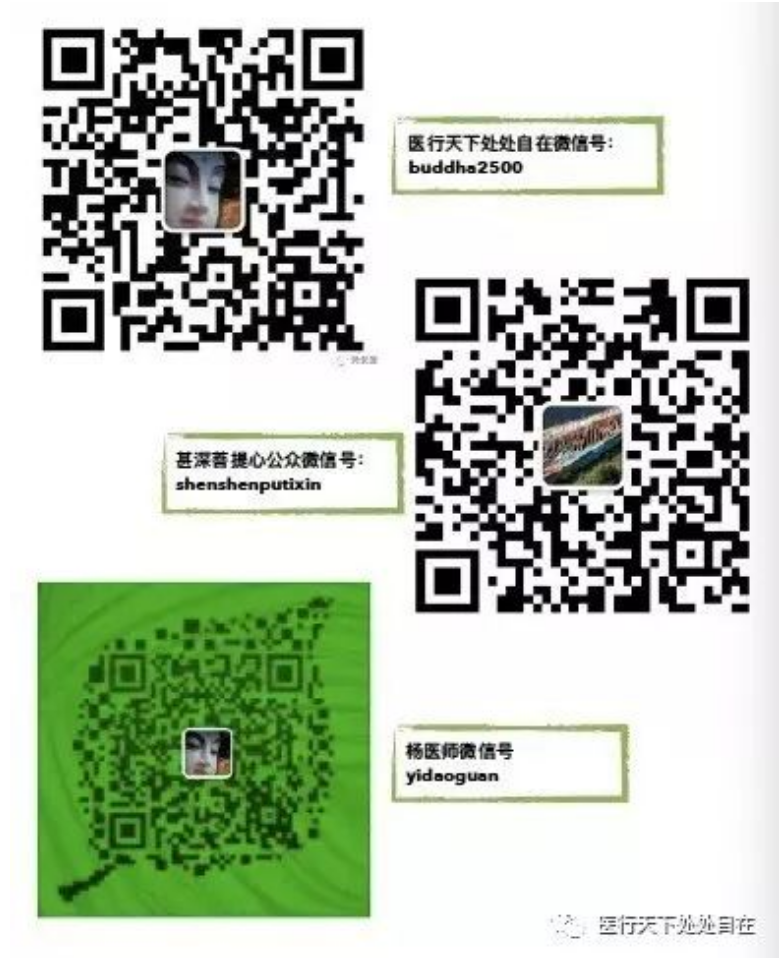 医行天下处处自在微信号：
buddha2500
甚深菩提心公众微信号：
shenshenputixin
杨医师微信号
yidaoguan
医行天下处处自在